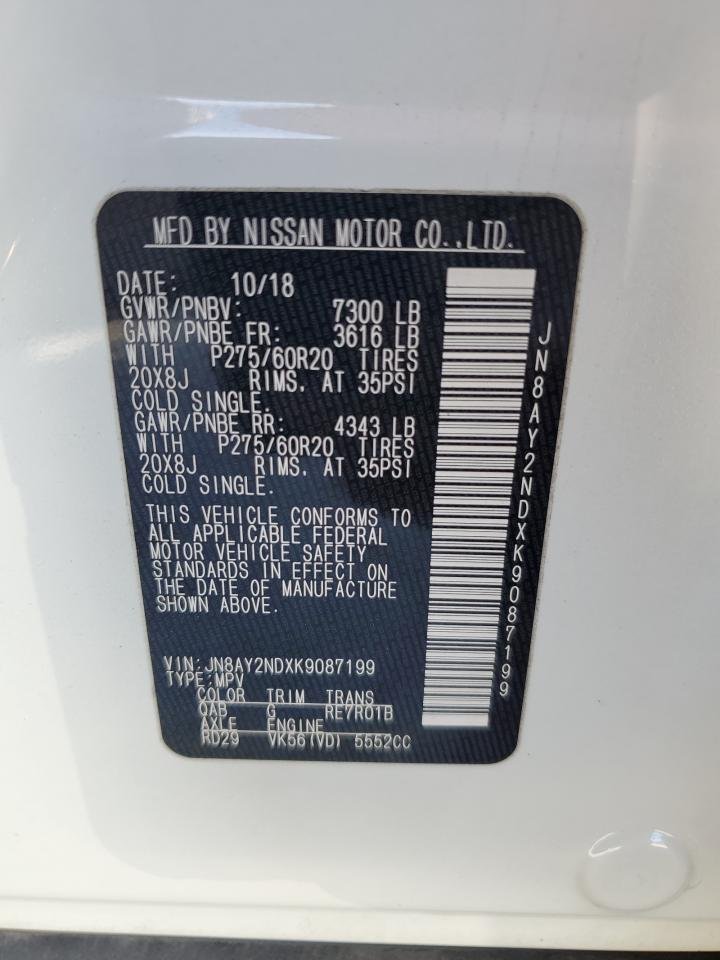 MFD BY NISSAN MOTOR CO.,LTD.
DATE: 10/18
GVWR/PNBV: 7300 LB
GAWR/PNBE FR: 3616 LB
WITH P275/60R20 TIRES
20X8J RIMS. AT 35PSI
COLD SINGLE.
GAWR/PNBE RR: 4343 LB
WITH P275/60R20 TIRES
20X8J RIMS. AT 35PSI
COLD SINGLE.
THIS VEHICLE CONFORMS TO
ALL APPLICABLE FEDERAL
MOTOR VEHICLE SAFETY
STANDARDS IN EFFECT ON
THE DATE OF MANUFACTURE
SHOWN ABOVE.
VIN:JN8AY2NDXK9087199
TYPE:MPV
COLOR TRIM TRANS
QAB G RE7R01B
AXLE ENGINE
RD29 VK56(VD) 5552CC
JN8AY2NDXK9087199